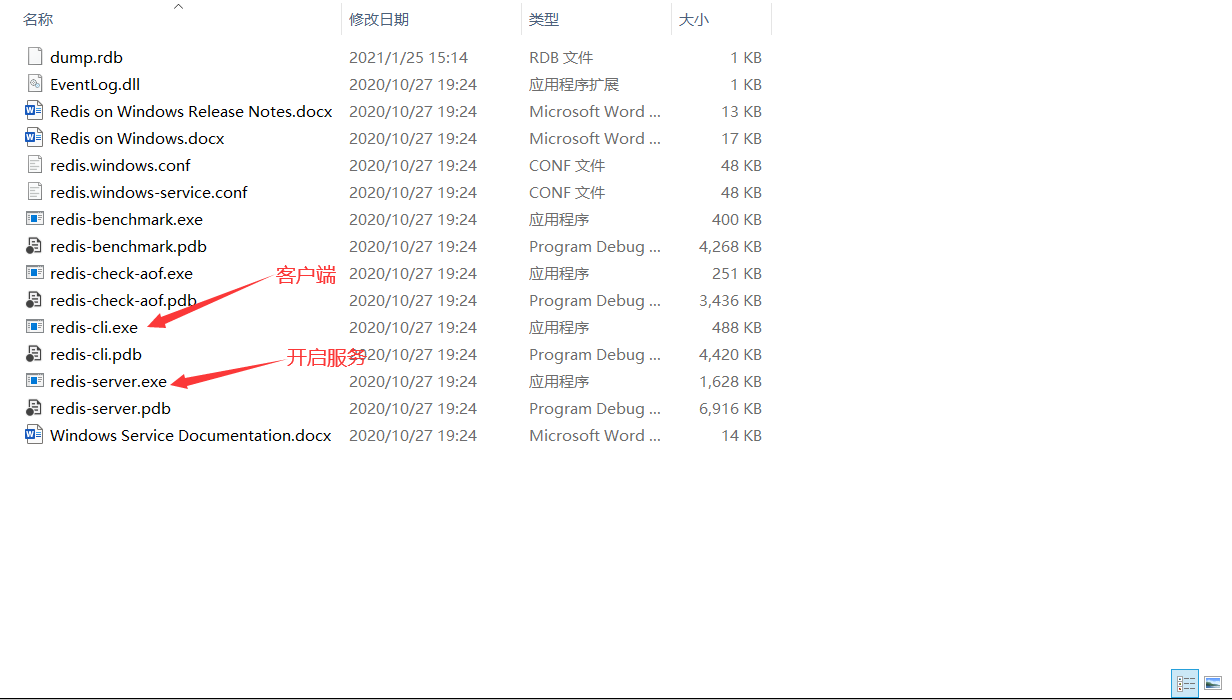 名称 修改日期 类型 大小
dump.rdb 2021/1/25 15:14 RDB 文件 1 KB
EventLog.dll 2020/10/27 19:24 应用程序扩展 1 KB
Redis on Windows Release Notes.docx 2020/10/27 19:24 Microsoft Word ... 13 KB
Redis on Windows.docx 2020/10/27 19:24 Microsoft Word ... 17 KB
redis.windows.conf 2020/10/27 19:24 CONF 文件 48 KB
redis.windows-service.conf 2020/10/27 19:24 CONF 文件 48 KB
redis-benchmark.exe 2020/10/27 19:24 应用程序 400 KB
redis-benchmark.pdb 2020/10/27 19:24 Program Debug ... 4,268 KB
redis-check-aof.exe 客户端 2020/10/27 19:24 应用程序 251 KB
redis-check-aof.pdb 2020/10/27 19:24 Program Debug ... 3,436 KB
redis-cli.exe 2020/10/27 19:24 应用程序 488 KB
redis-cli.pdb 开启服务 2020/10/27 19:24 Program Debug ... 4,420 KB
redis-server.exe 2020/10/27 19:24 应用程序 1,628 KB
redis-server.pdb 2020/10/27 19:24 Program Debug ... 6,916 KB
Windows Service Documentation.docx 2020/10/27 19:24 Microsoft Word ... 14 KB